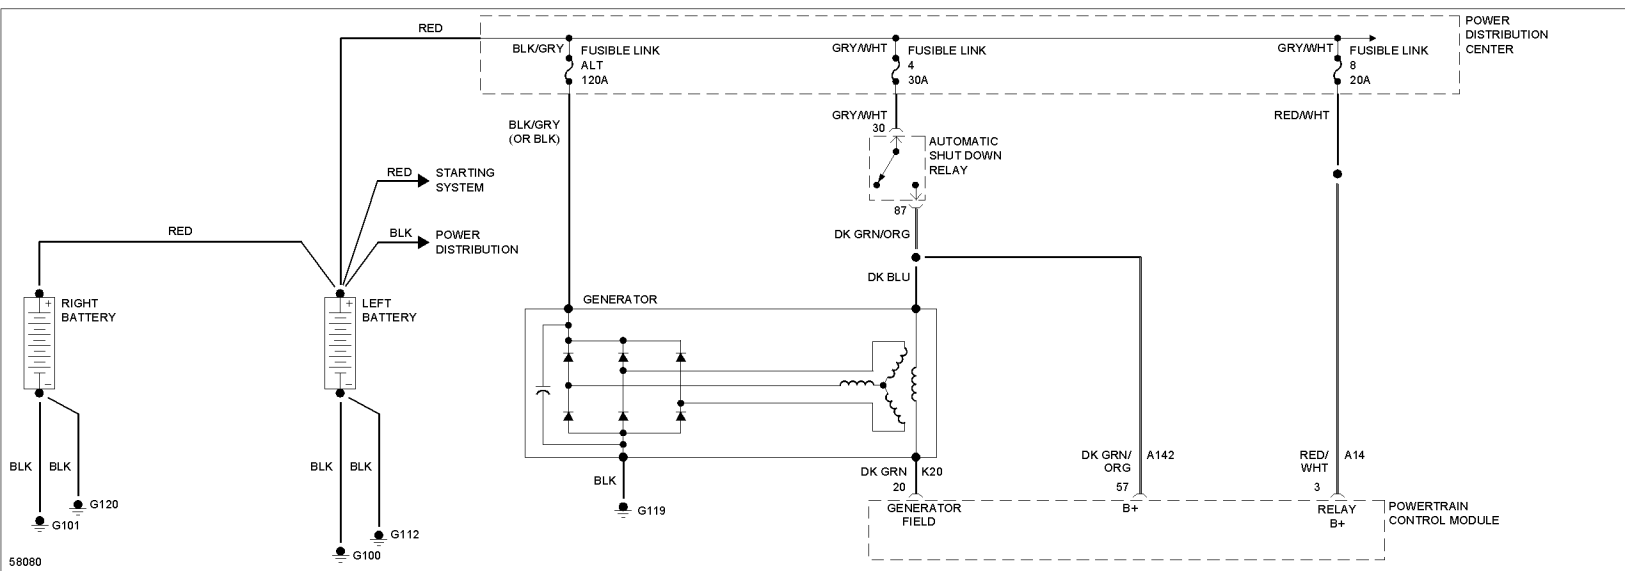 RED
POWER
DISTRIBUTION
CENTER
BLK/GRY
FUSIBLE LINK
ALT
120A
GRY/WHT
FUSIBLE LINK
4
30A
GRY/WHT
FUSIBLE LINK
8
20A
BLK/GRY
(OR BLK)
GRY/WHT
30
RED/WHT
AUTOMATIC
SHUT DOWN
RELAY
RED
STARTING
SYSTEM
87
RED
BLK
POWER
DISTRIBUTION
DK GRN/ORG
DK BLU
+
RIGHT
BATTERY
−
+
LEFT
BATTERY
−
GENERATOR
BLK
BLK
G120
G101
BLK
BLK
G112
G100
BLK
G119
DK GRN
K20
20
DK GRN/
ORG
A142
57
RED/
WHT
A14
3
GENERATOR
FIELD
B+
RELAY
B+
POWERTRAIN
CONTROL MODULE
58080